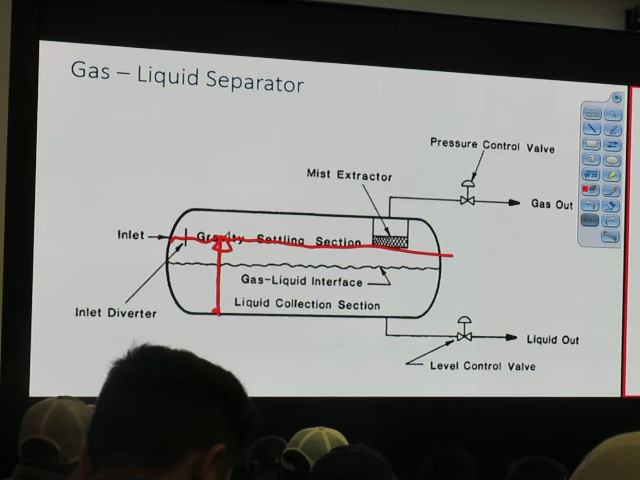 Gas – Liquid Separator
Pressure Control Valve
Mist Extractor
Gas Out
Inlet
Gravity Settling Section
Gas-Liquid Interface
Liquid Collection Section
Inlet Diverter
Liquid Out
Level Control Valve